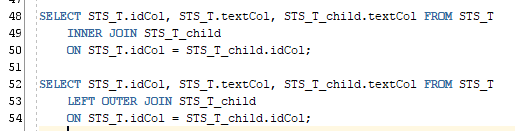 48 SELECT STS_T.idCol, STS_T.textCol, STS_T_child.textCol FROM STS_T
49 INNER JOIN STS_T_child
50 ON STS_T.idCol = STS_T_child.idCol;
51
52 SELECT STS_T.idCol, STS_T.textCol, STS_T_child.textCol FROM STS_T
53 LEFT OUTER JOIN STS_T_child
54 ON STS_T.idCol = STS_T_child.idCol;